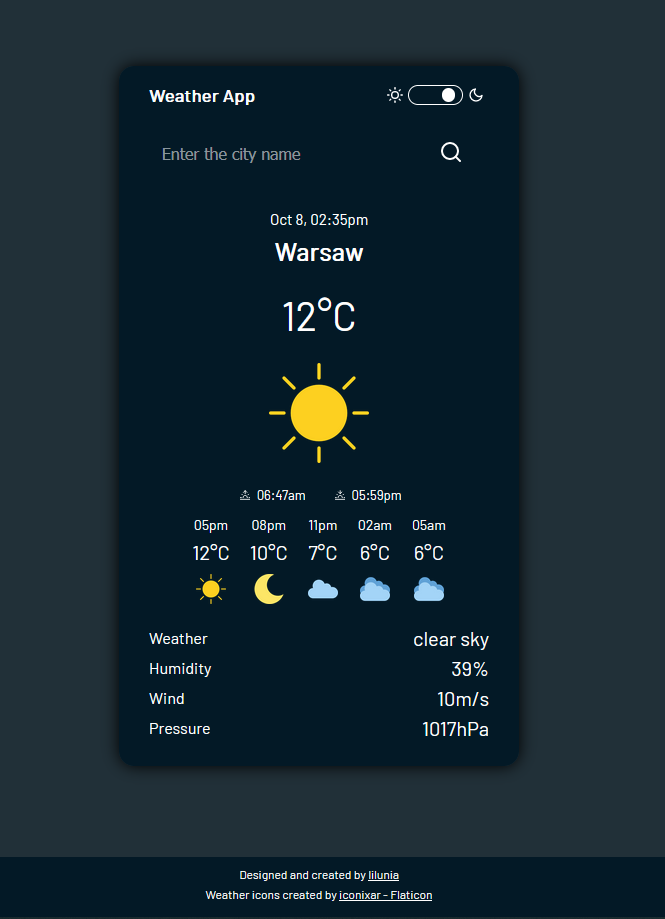 Weather App
Enter the city name
Oct 8, 02:35pm
Warsaw
12°C
06:47am 05:59pm
05pm 08pm 11pm 02am 05am
12°C 10°C 7°C 6°C 6°C
Weather clear sky
Humidity 39%
Wind 10m/s
Pressure 1017hPa
Designed and created by lilunia
Weather icons created by iconixar - Flaticon